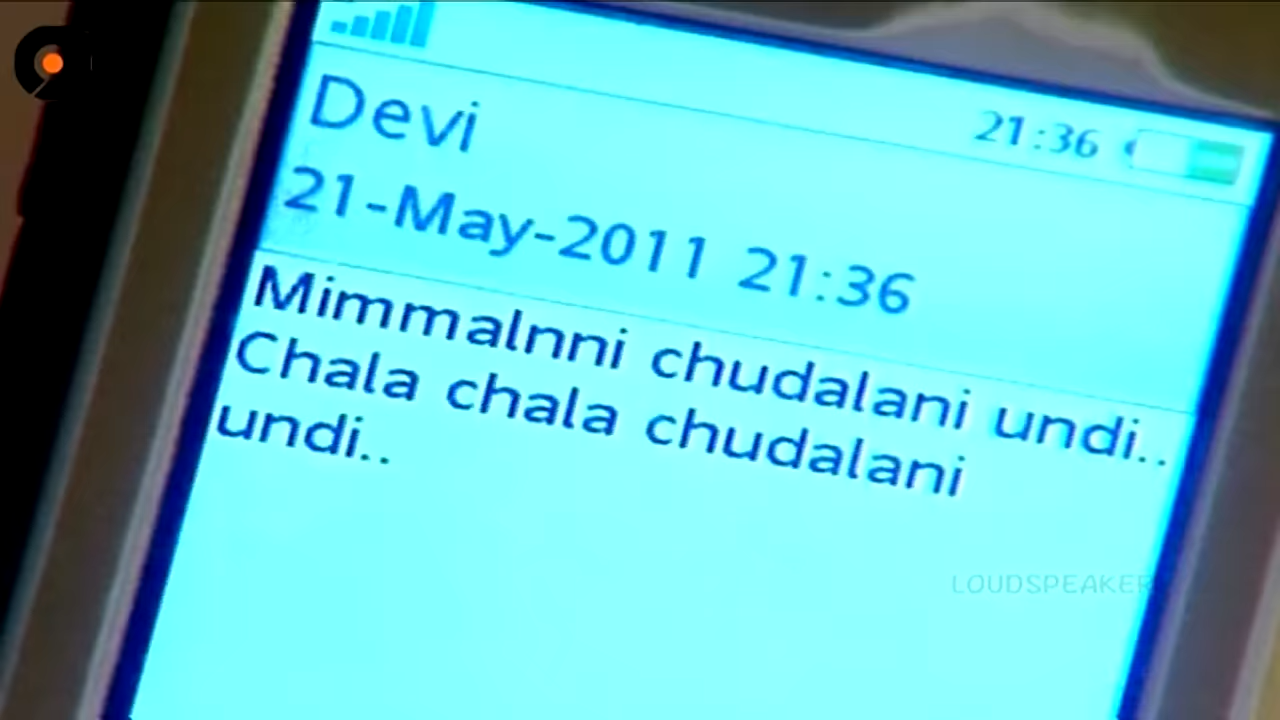 21:36
Devi
21-May-2011 21:36
Mimmalnni chudalani undi..
Chala chala chudalani
undi..
LOUDSPEAKER